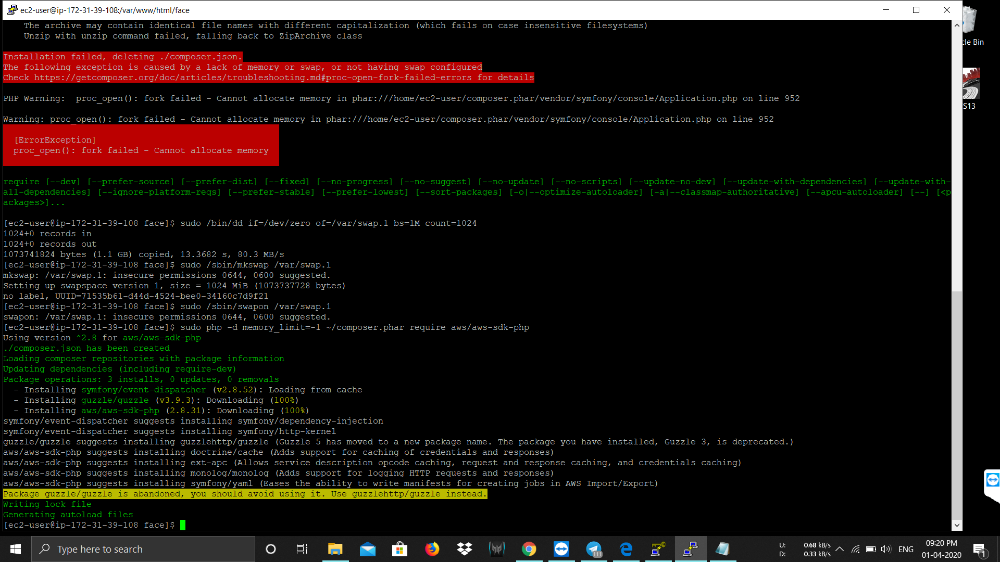 ec2-user@ip-172-31-39-108:/var/www/html/face
The archive may contain identical file names with different capitalization (which fails on case insensitive filesystems)
Unzip with unzip command failed, falling back to ZipArchive class
Installation failed, deleting ./composer.json.
The following exception is caused by a lack of memory or swap, or not having swap configured
Check https://getcomposer.org/doc/articles/troubleshooting.md#proc-open-fork-failed-errors for details
PHP Warning:  proc_open(): fork failed - Cannot allocate memory in phar:///home/ec2-user/composer.phar/vendor/symfony/console/Application.php on line 952
Warning: proc_open(): fork failed - Cannot allocate memory in phar:///home/ec2-user/composer.phar/vendor/symfony/console/Application.php on line 952
[ErrorException]
proc_open(): fork failed - Cannot allocate memory
require [--dev] [--prefer-source] [--prefer-dist] [--fixed] [--no-progress] [--no-suggest] [--no-update] [--no-scripts] [--update-no-dev] [--update-with-dependencies] [--update-with-
all-dependencies] [--ignore-platform-reqs] [--prefer-stable] [--prefer-lowest] [--sort-packages] [-o|--optimize-autoloader] [-a|--classmap-authoritative] [--apcu-autoloader] [--] [<p
ackages>]...
[ec2-user@ip-172-31-39-108 face]$ sudo /bin/dd if=/dev/zero of=/var/swap.1 bs=1M count=1024
1024+0 records in
1024+0 records out
1073741824 bytes (1.1 GB) copied, 13.3682 s, 80.3 MB/s
[ec2-user@ip-172-31-39-108 face]$ sudo /sbin/mkswap /var/swap.1
mkswap: /var/swap.1: insecure permissions 0644, 0600 suggested.
Setting up swapspace version 1, size = 1024 MiB (1073737728 bytes)
no label, UUID=71535b61-d44d-4524-bee0-34160c7d9f21
[ec2-user@ip-172-31-39-108 face]$ sudo /sbin/swapon /var/swap.1
swapon: /var/swap.1: insecure permissions 0644, 0600 suggested.
[ec2-user@ip-172-31-39-108 face]$ sudo php -d memory_limit=-1 ~/composer.phar require aws/aws-sdk-php
Using version ^2.8 for aws/aws-sdk-php
./composer.json has been created
Loading composer repositories with package information
Updating dependencies (including require-dev)
Package operations: 3 installs, 0 updates, 0 removals
- Installing symfony/event-dispatcher (v2.8.52): Loading from cache
- Installing guzzle/guzzle (v3.9.3): Downloading (100%)
- Installing aws/aws-sdk-php (2.8.31): Downloading (100%)
symfony/event-dispatcher suggests installing symfony/dependency-injection
symfony/event-dispatcher suggests installing symfony/http-kernel
guzzle/guzzle suggests installing guzzlehttp/guzzle (Guzzle 5 has moved to a new package name. The package you have installed, Guzzle 3, is deprecated.)
aws/aws-sdk-php suggests installing doctrine/cache (Adds support for caching of credentials and responses)
aws/aws-sdk-php suggests installing ext-apc (Allows service description opcode caching, request and response caching, and credentials caching)
aws/aws-sdk-php suggests installing monolog/monolog (Adds support for logging HTTP requests and responses)
aws/aws-sdk-php suggests installing symfony/yaml (Eases the ability to write manifests for creating jobs in AWS Import/Export)
Package guzzle/guzzle is abandoned, you should avoid using it. Use guzzlehttp/guzzle instead.
Writing lock file
Generating autoload files
[ec2-user@ip-172-31-39-108 face]$
cle Bin
S13
Type here to search
111
U: 0.68 kB/s
D: 0.33 kB/s
ENG
09:20 PM
01-04-2020
1